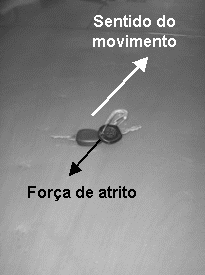 Sentido do
movimento
Força de atrito